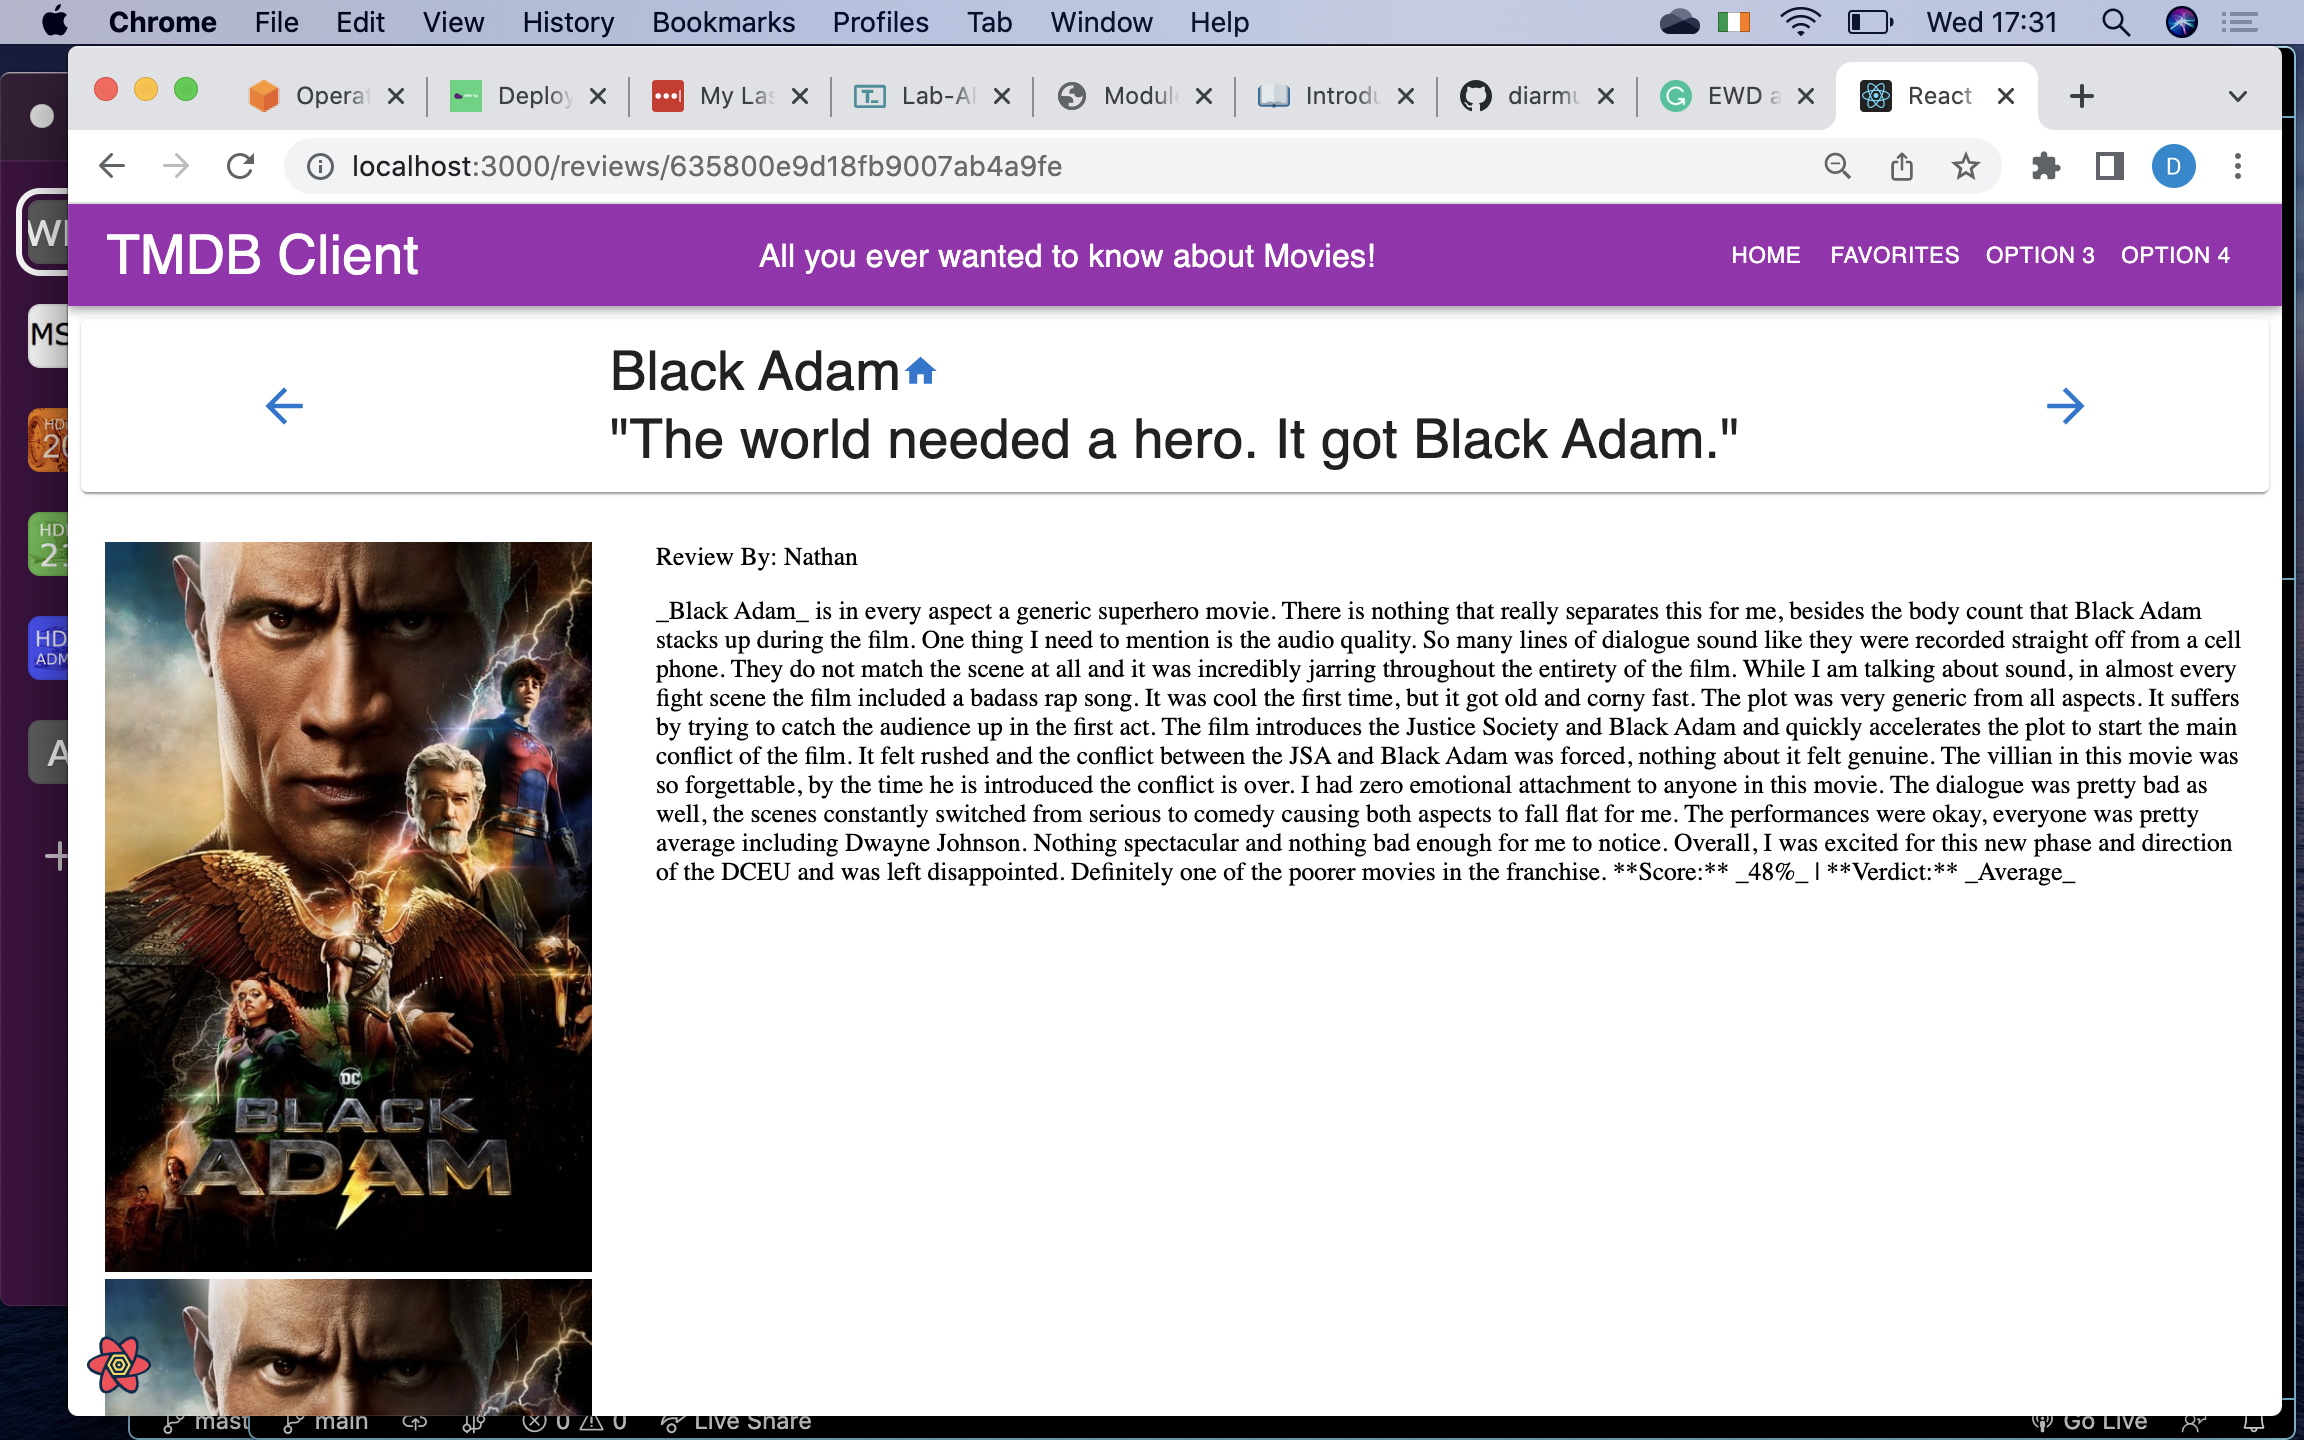 Chrome File Edit View History Bookmarks Profiles Tab Window Help Wed 17:31
Operat Deploy My Las Lab-A Modul Introdu diarmu EWD a React
localhost:3000/reviews/635800e9d18fb9007ab4a9fe D
TMDB Client All you ever wanted to know about Movies! HOME FAVORITES OPTION 3 OPTION 4
Black Adam
"The world needed a hero. It got Black Adam."
Review By: Nathan
_Black Adam_ is in every aspect a generic superhero movie. There is nothing that really separates this for me, besides the body count that Black Adam
stacks up during the film. One thing I need to mention is the audio quality. So many lines of dialogue sound like they were recorded straight off from a cell
phone. They do not match the scene at all and it was incredibly jarring throughout the entirety of the film. While I am talking about sound, in almost every
fight scene the film included a badass rap song. It was cool the first time, but it got old and corny fast. The plot was very generic from all aspects. It suffers
by trying to catch the audience up in the first act. The film introduces the Justice Society and Black Adam and quickly accelerates the plot to start the main
conflict of the film. It felt rushed and the conflict between the JSA and Black Adam was forced, nothing about it felt genuine. The villian in this movie was
so forgettable, by the time he is introduced the conflict is over. I had zero emotional attachment to anyone in this movie. The dialogue was pretty bad as
well, the scenes constantly switched from serious to comedy causing both aspects to fall flat for me. The performances were okay, everyone was pretty
average including Dwayne Johnson. Nothing spectacular and nothing bad enough for me to notice. Overall, I was excited for this new phase and direction
of the DCEU and was left disappointed. Definitely one of the poorer movies in the franchise. **Score:** _48%_ | **Verdict:** _Average_
DC
BLACK
ADAM
MS
HD
ADM
A
mast main 0 0 Live Share Go Live